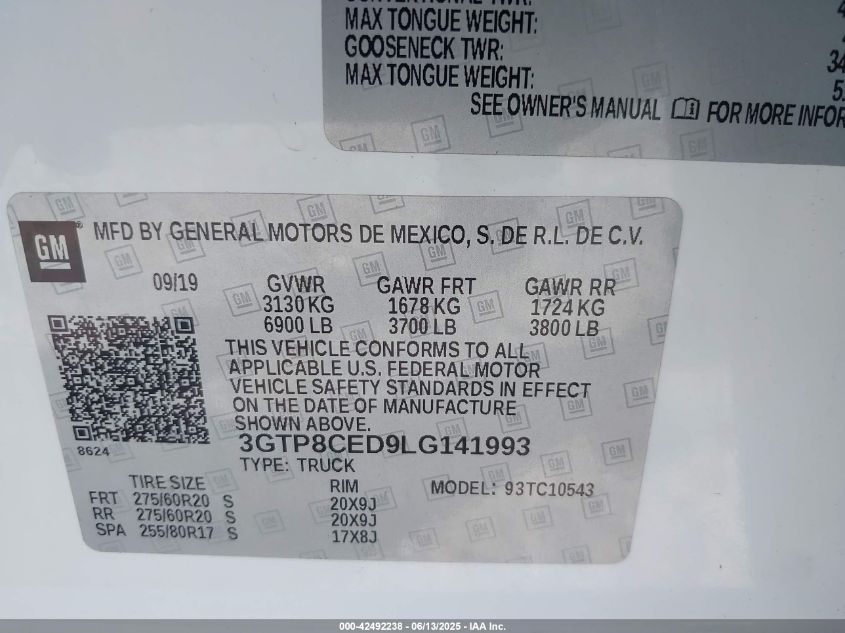 MAX TONGUE WEIGHT:
GOOSENECK TWR:
MAX TONGUE WEIGHT:
SEE OWNER'S MANUAL FOR MORE INFOR
GM MFD BY GENERAL MOTORS DE MEXICO, S. DE R.L. DE C.V.
09/19 GVWR GAWR FRT GAWR RR
3130 KG 1678 KG 1724 KG
6900 LB 3700 LB 3800 LB
THIS VEHICLE CONFORMS TO ALL
APPLICABLE U.S. FEDERAL MOTOR
VEHICLE SAFETY STANDARDS IN EFFECT
ON THE DATE OF MANUFACTURE
SHOWN ABOVE.
8624 3GTP8CED9LG141993
TYPE: TRUCK
TIRE SIZE RIM MODEL: 93TC10543
FRT 275/60R20 S 20X9J
RR 275/60R20 S 20X9J
SPA 255/80R17 S 17X8J
000-42492238 - 06/13/2025 - IAA Inc.